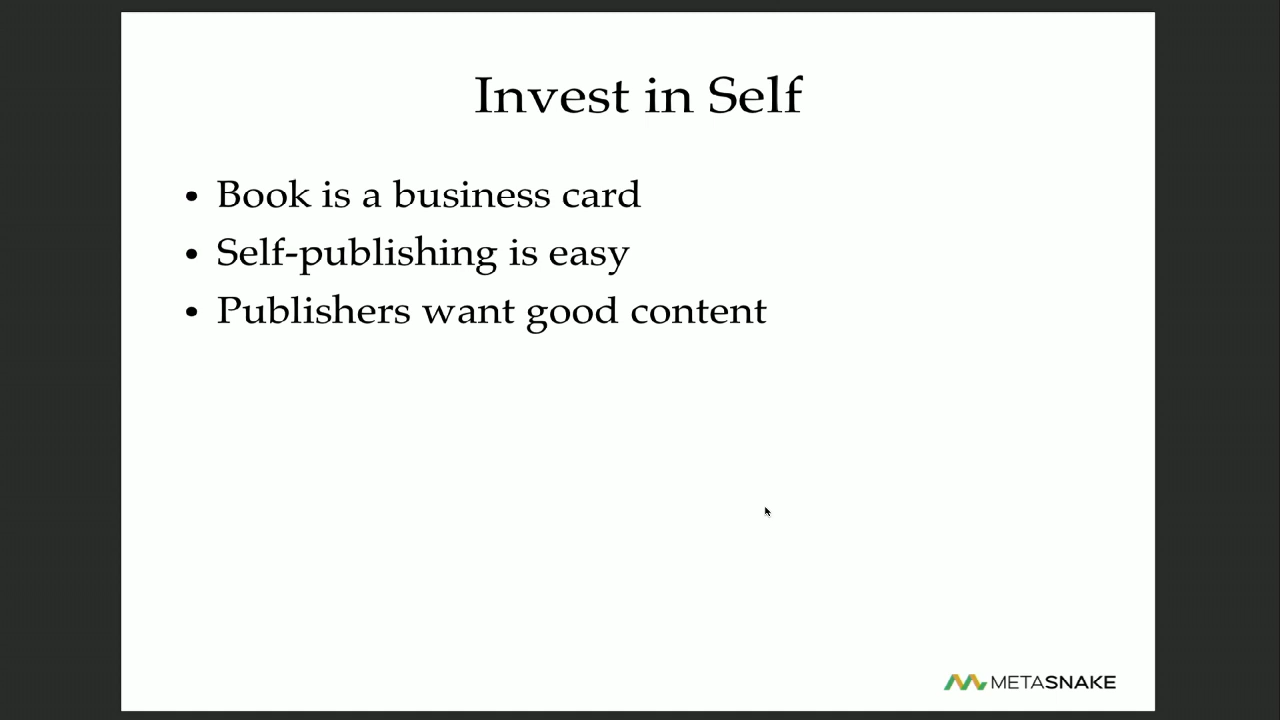 Invest in Self
• Book is a business card
• Self-publishing is easy
• Publishers want good content
METASNAKE